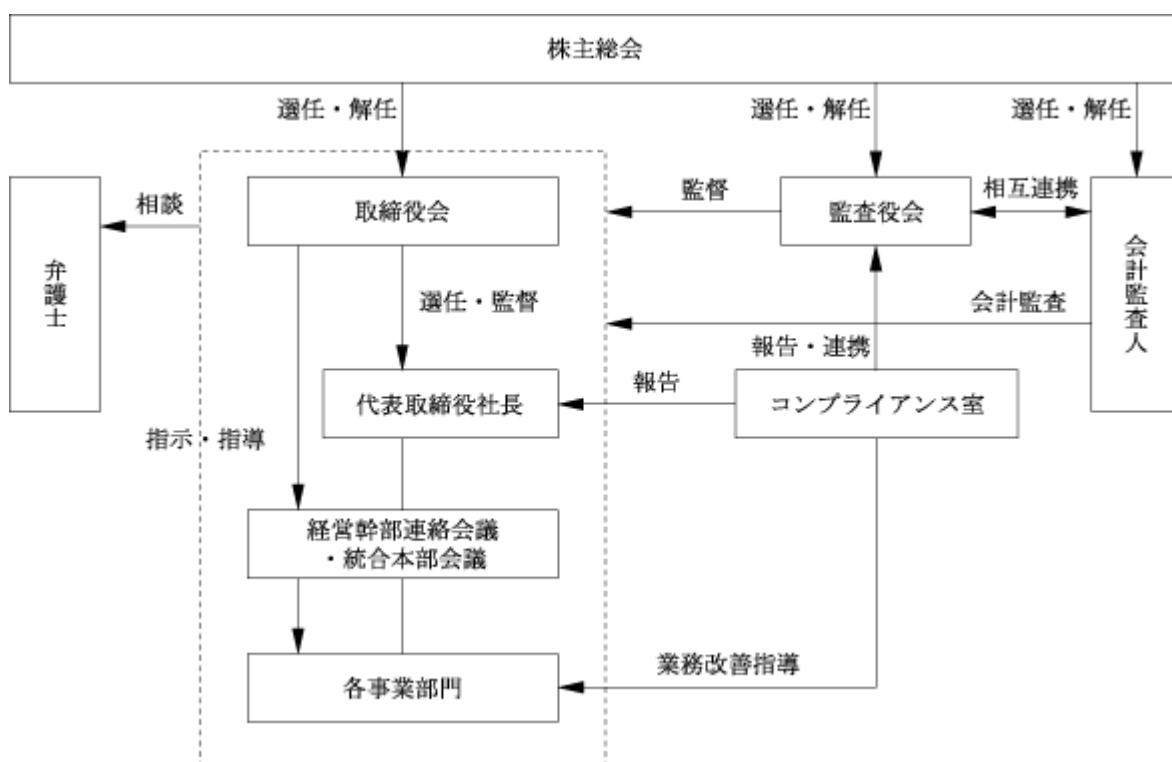 株主総会
選任・解任
選任・解任
選任・解任
取締役会
相談
監督
監査役会
相互連携
弁護士
会計監査人
選任・監督
会計監査
報告・連携
代表取締役社長
報告
コンプライアンス室
指示・指導
経営幹部連絡会議
・統合本部会議
業務改善指導
各事業部門